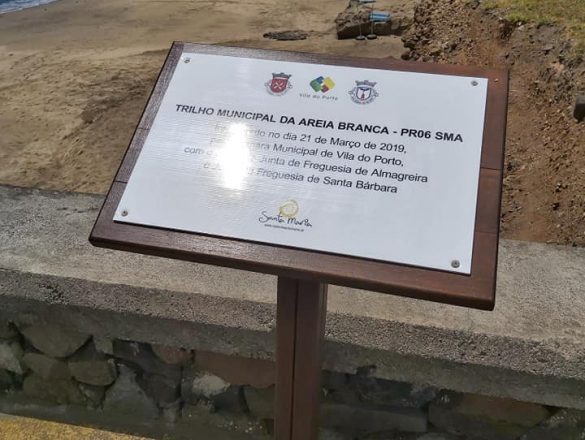 Vila do Porto
TRILHO MUNICIPAL DA AREIA BRANCA - PR06 SMA
no dia 21 de Março de 2019,
Municipal de Vila do Porto,
com Junta de Freguesia de Almagreira
Freguesia de Santa Bárbara
Santa Maria